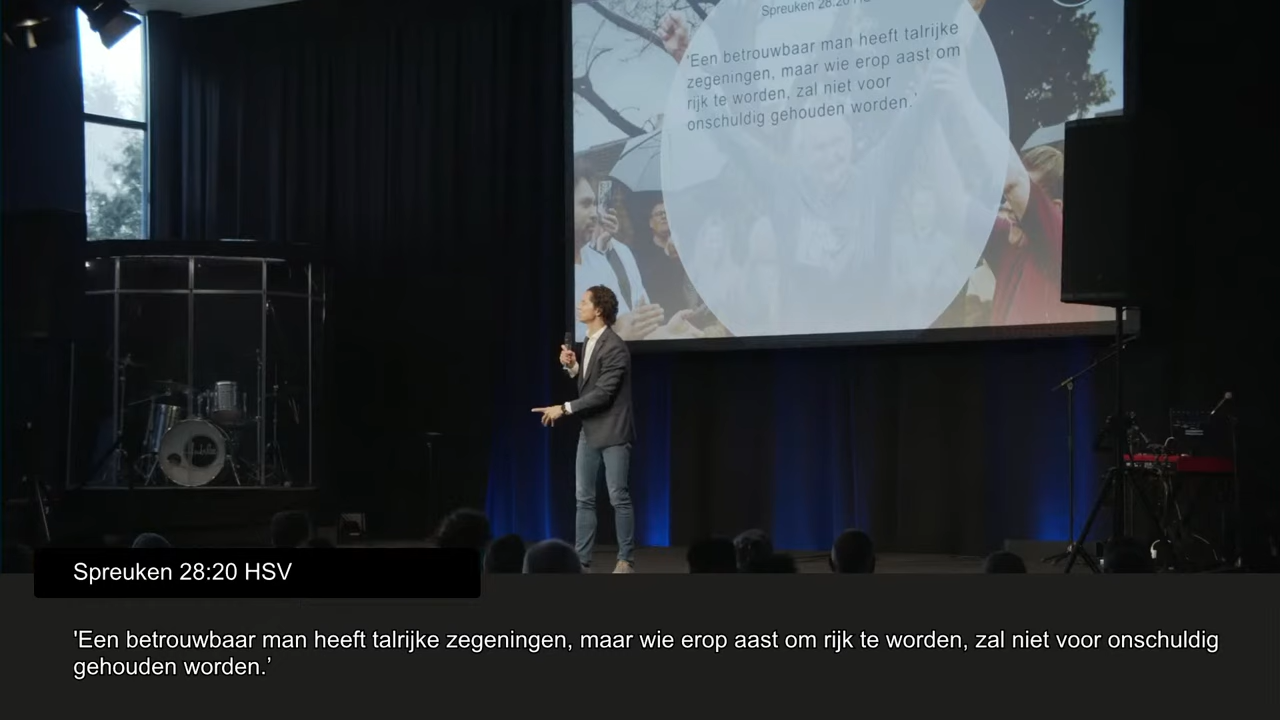 Spreuken 28:20
'Een betrouwbaar man heeft talrijke
zegeningen, maar wie erop aast om
rijk te worden, zal niet voor
onschuldig gehouden worden.'
Spreuken 28:20 HSV
'Een betrouwbaar man heeft talrijke zegeningen, maar wie erop aast om rijk te worden, zal niet voor onschuldig
gehouden worden.’